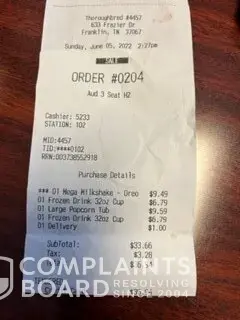 Thoroughbred #4457
633 Frazier Dr
Franklin, TN 37067
Sunday, June 05, 2022 2:27pm
SALE
ORDER #0204
Aud 3 Seat H2
Cashier: 5233
STATION: 102
MID:4457
TID:****0102
RRN:003738552918
Purchase Details
*** 01 Mega Milkshake - Oreo $9.49
01 Frozen Drink 32oz Cup $6.79
01 Large Popcorn Tub $9.59
01 Frozen Drink 32oz Cup $6.79
01 Delivery $1.00
SubTotal: $33.66
Tax: $3.28
COMPLAINTS
BOARD RESOLVING
SINCE 2004